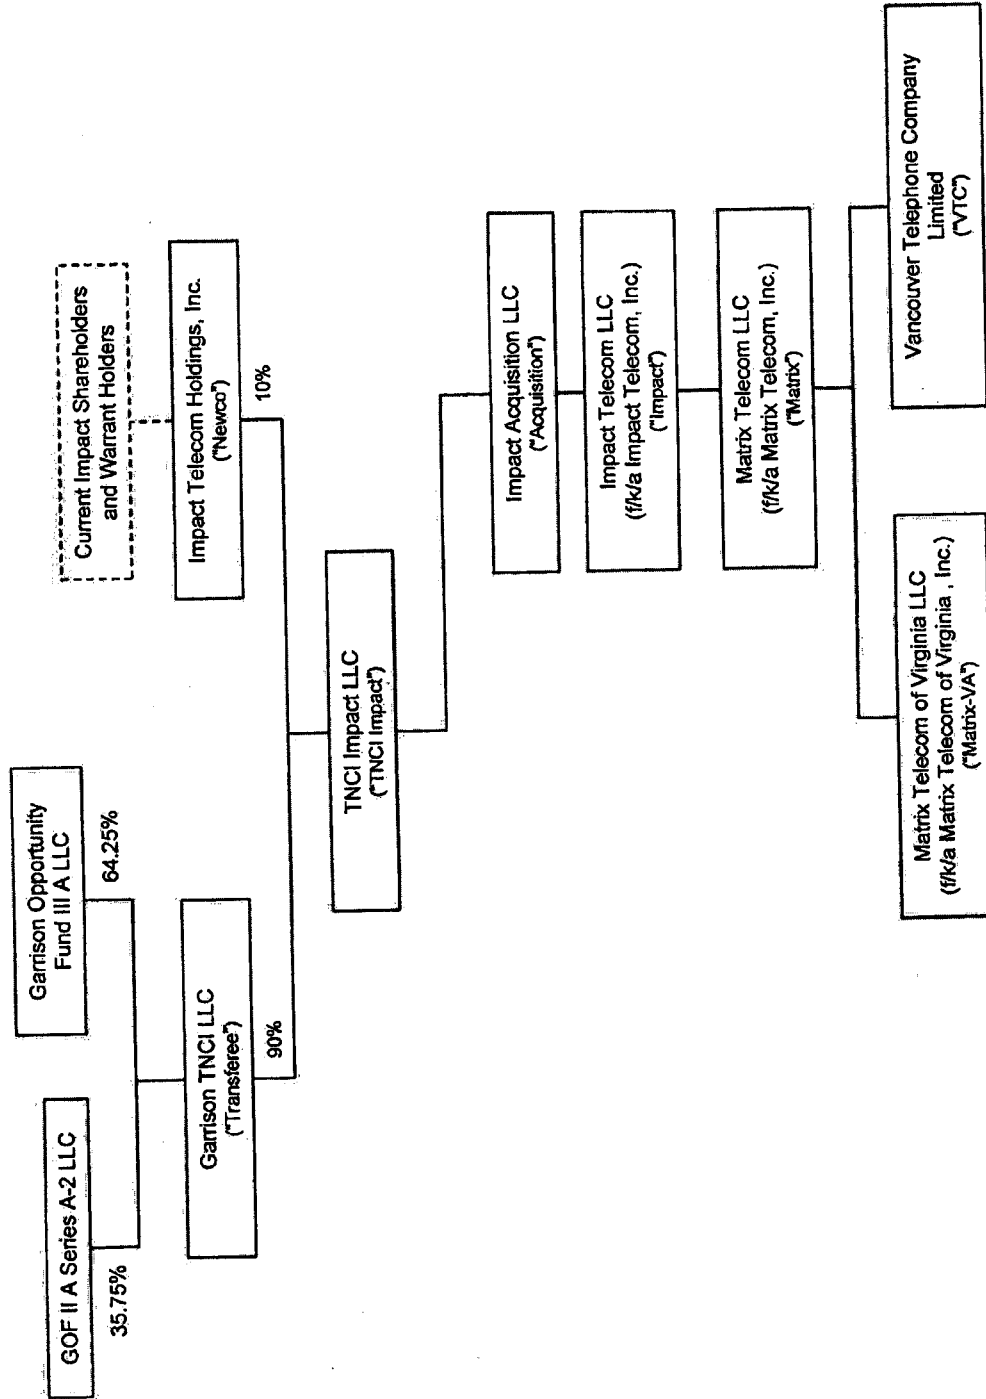 GOF II A Series A-2 LLC
35.75%
Garrison Opportunity
Fund III A LLC
64.25%
Current Impact Shareholders
and Warrant Holders
Garrison TNCI LLC
("Transferee")
90%
Impact Telecom Holdings, Inc.
("Newco")
10%
TNCI Impact LLC
("TNCI Impact")
Impact Acquisition LLC
("Acquisition")
Impact Telecom LLC
(f/k/a Impact Telecom, Inc.)
("Impact")
Matrix Telecom LLC
(f/k/a Matrix Telecom, Inc.)
("Matrix")
Matrix Telecom of Virginia LLC
(f/k/a Matrix Telecom of Virginia , Inc.)
("Matrix-VA")
Vancouver Telephone Company
Limited
("VTC")